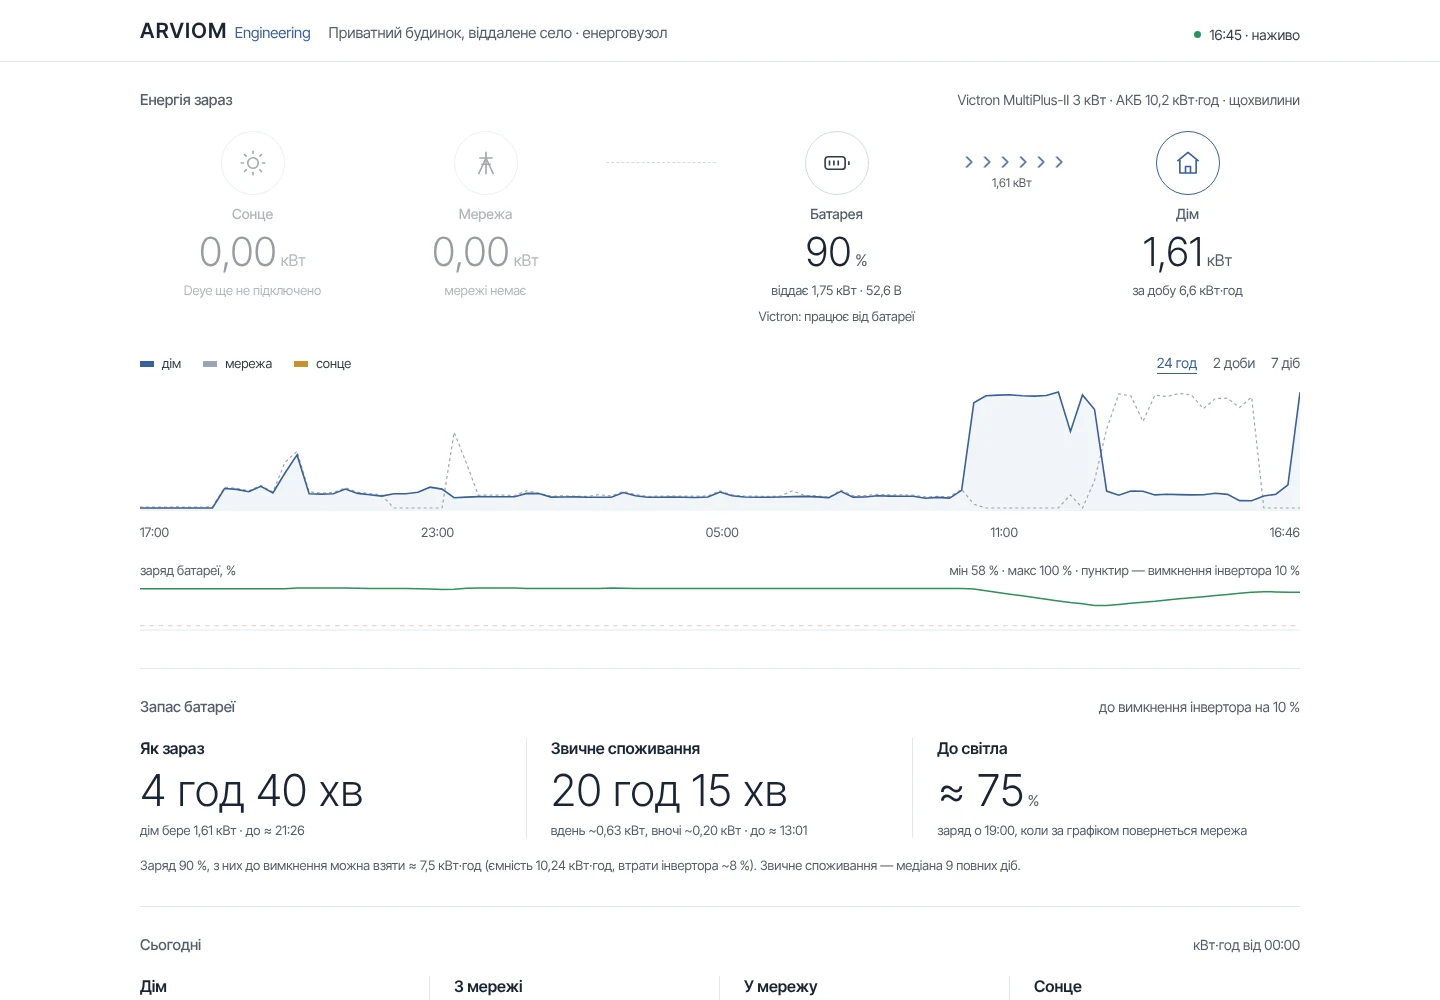 ARVIOM Engineering Приватний будинок, віддалене село · енерговузол
16:45 · наживо
Енергія зараз
Victron MultiPlus-II 3 кВт · АКБ 10,2 кВт·год · щохвилини
Сонце
0,00 кВт
Deye ще не підключено
Мережа
0,00 кВт
мережі немає
Батарея
90 %
віддає 1,75 кВт · 52,6 В
Victron: працює від батареї
1,61 кВт
Дім
1,61 кВт
за добу 6,6 кВт·год
дім мережа сонце
24 год 2 доби 7 діб
17:00 23:00 05:00 11:00 16:46
заряд батареї, %
мін 58 % · макс 100 % · пунктир — вимкнення інвертора 10 %
Запас батареї
до вимкнення інвертора на 10 %
Як зараз
4 год 40 хв
дім бере 1,61 кВт · до ≈ 21:26
Звичне споживання
20 год 15 хв
вдень ~0,63 кВт, вночі ~0,20 кВт · до ≈ 13:01
До світла
≈ 75 %
заряд о 19:00, коли за графіком повернеться мережа
Заряд 90 %, з них до вимкнення можна взяти ≈ 7,5 кВт·год (ємність 10,24 кВт·год, втрати інвертора ~8 %). Звичне споживання — медіана 9 повних діб.
Сьогодні
кВт·год від 00:00
Дім
З мережі
У мережу
Сонце